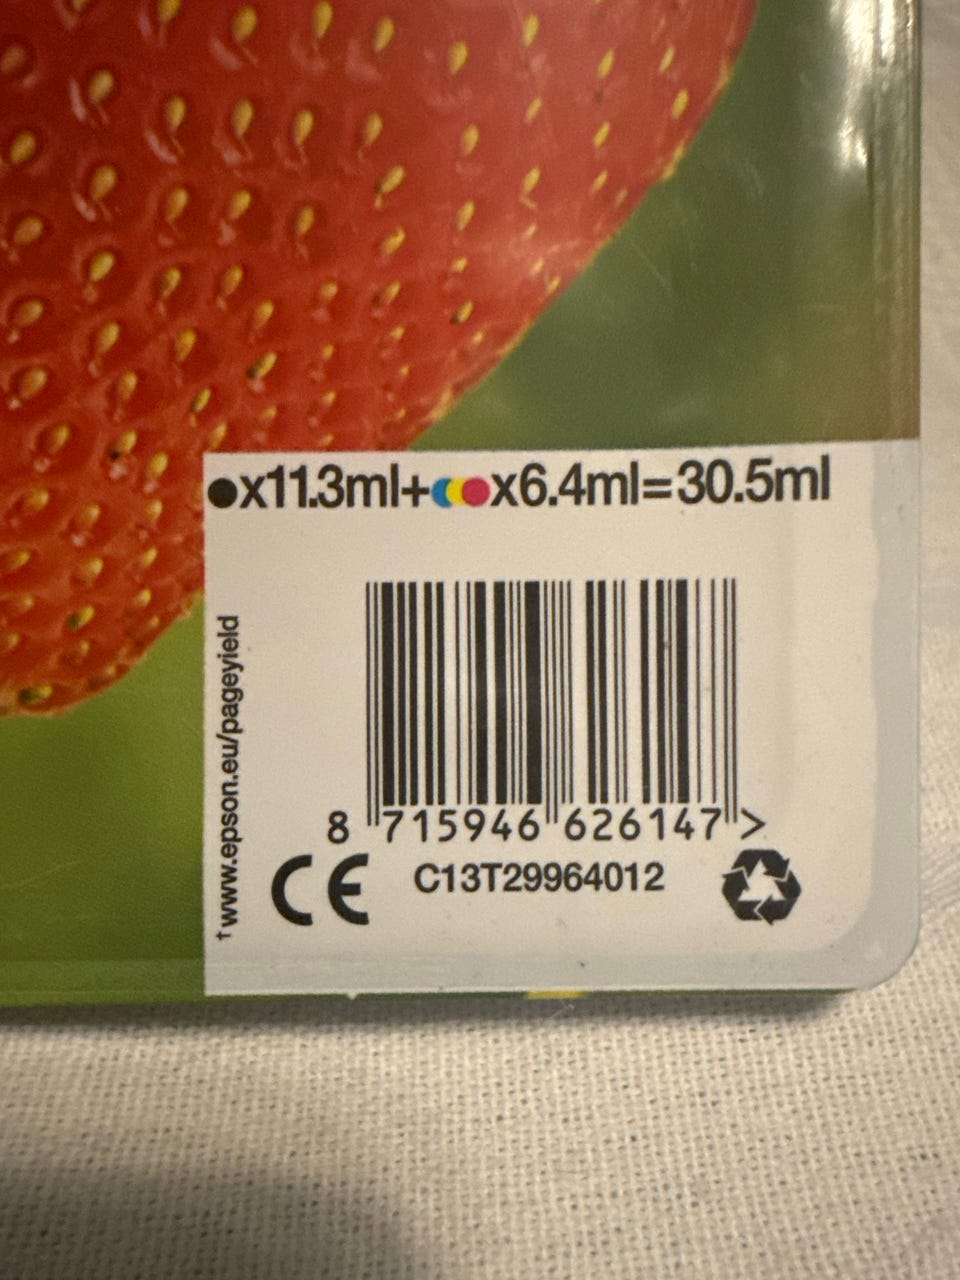 ●x11.3ml+●●●x6.4ml=30.5ml
†www.epson.eu/pageyield
8 715946 626147 >
CE C13T29964012